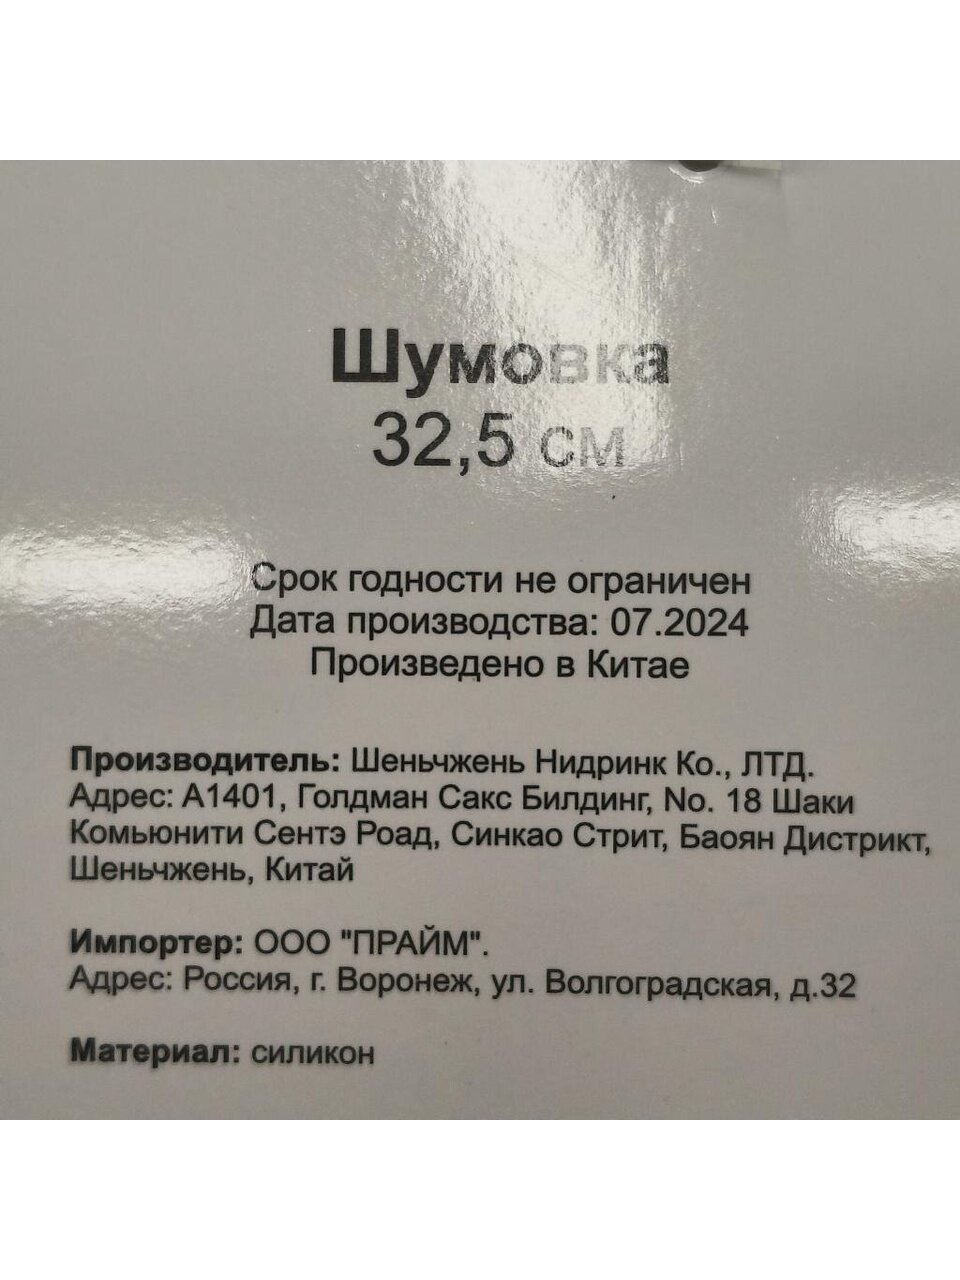 Шумовка
32,5 см
Срок годности не ограничен
Дата производства: 07.2024
Произведено в Китае
Производитель: Шеньчжень Нидринк Ко., ЛТД.
Адрес: А1401, Голдман Сакс Билдинг, No. 18 Шаки
Комьюнити Сентэ Роад, Синкао Стрит, Баоян Дистрикт,
Шеньчжень, Китай
Импортер: ООО "ПРАЙМ".
Адрес: Россия, г. Воронеж, ул. Волгоградская, д.32
Материал: силикон